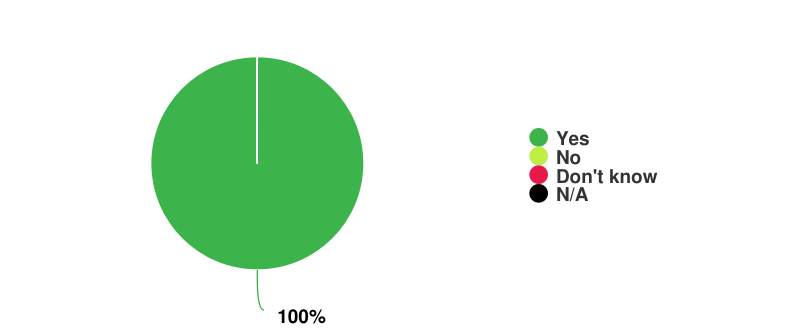 Yes
No
Don't know
N/A
100%